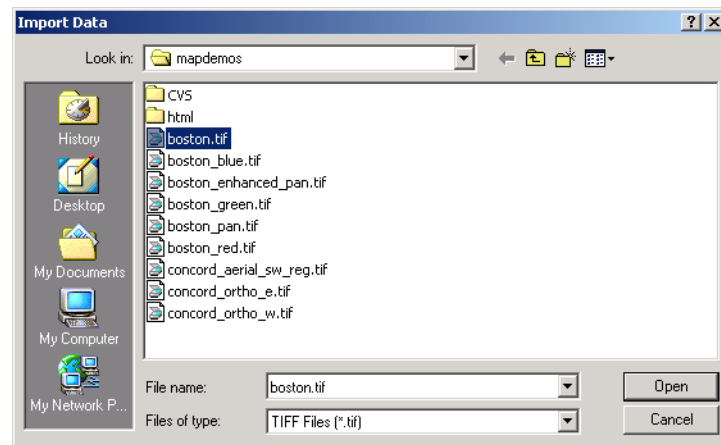 Import Data
Look in: mapdemos
CVS
html
boston.tif
boston_blue.tif
boston_enhanced_pan.tif
boston_green.tif
boston_pan.tif
boston_red.tif
concord_aerial_sw_reg.tif
concord_ortho_e.tif
concord_ortho_w.tif
History
Desktop
My Documents
My Computer
My Network P...
File name: boston.tif Open
Files of type: TIFF Files (*.tif) Cancel